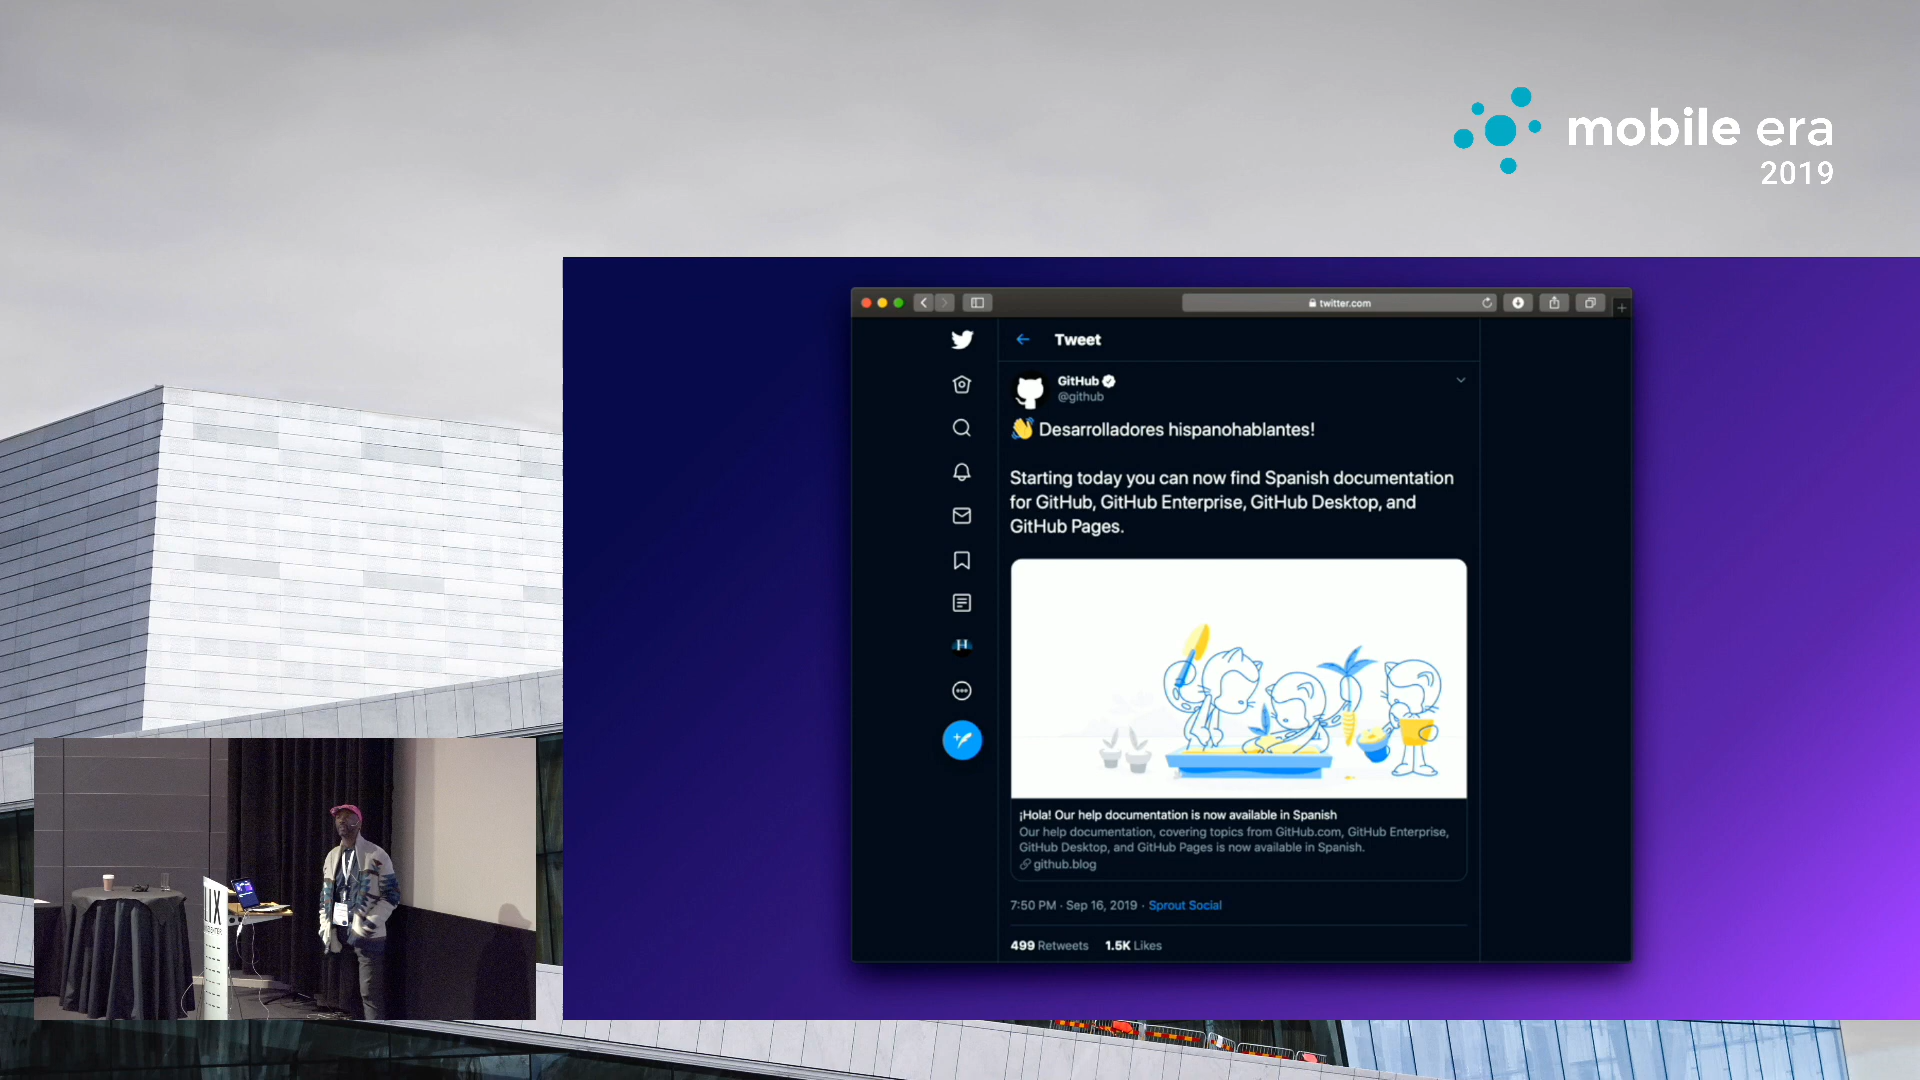 mobile era
2019
twitter.com
Tweet
GitHub
@github
👋 Desarrolladores hispanohablantes!
Starting today you can now find Spanish documentation
for GitHub, GitHub Enterprise, GitHub Desktop, and
GitHub Pages.
¡Hola! Our help documentation is now available in Spanish
Our help documentation, covering topics from GitHub.com, GitHub Enterprise,
GitHub Desktop, and GitHub Pages is now available in Spanish.
github.blog
7:50 PM · Sep 16, 2019 · Sprout Social
499 Retweets 1.5K Likes
H
LIX